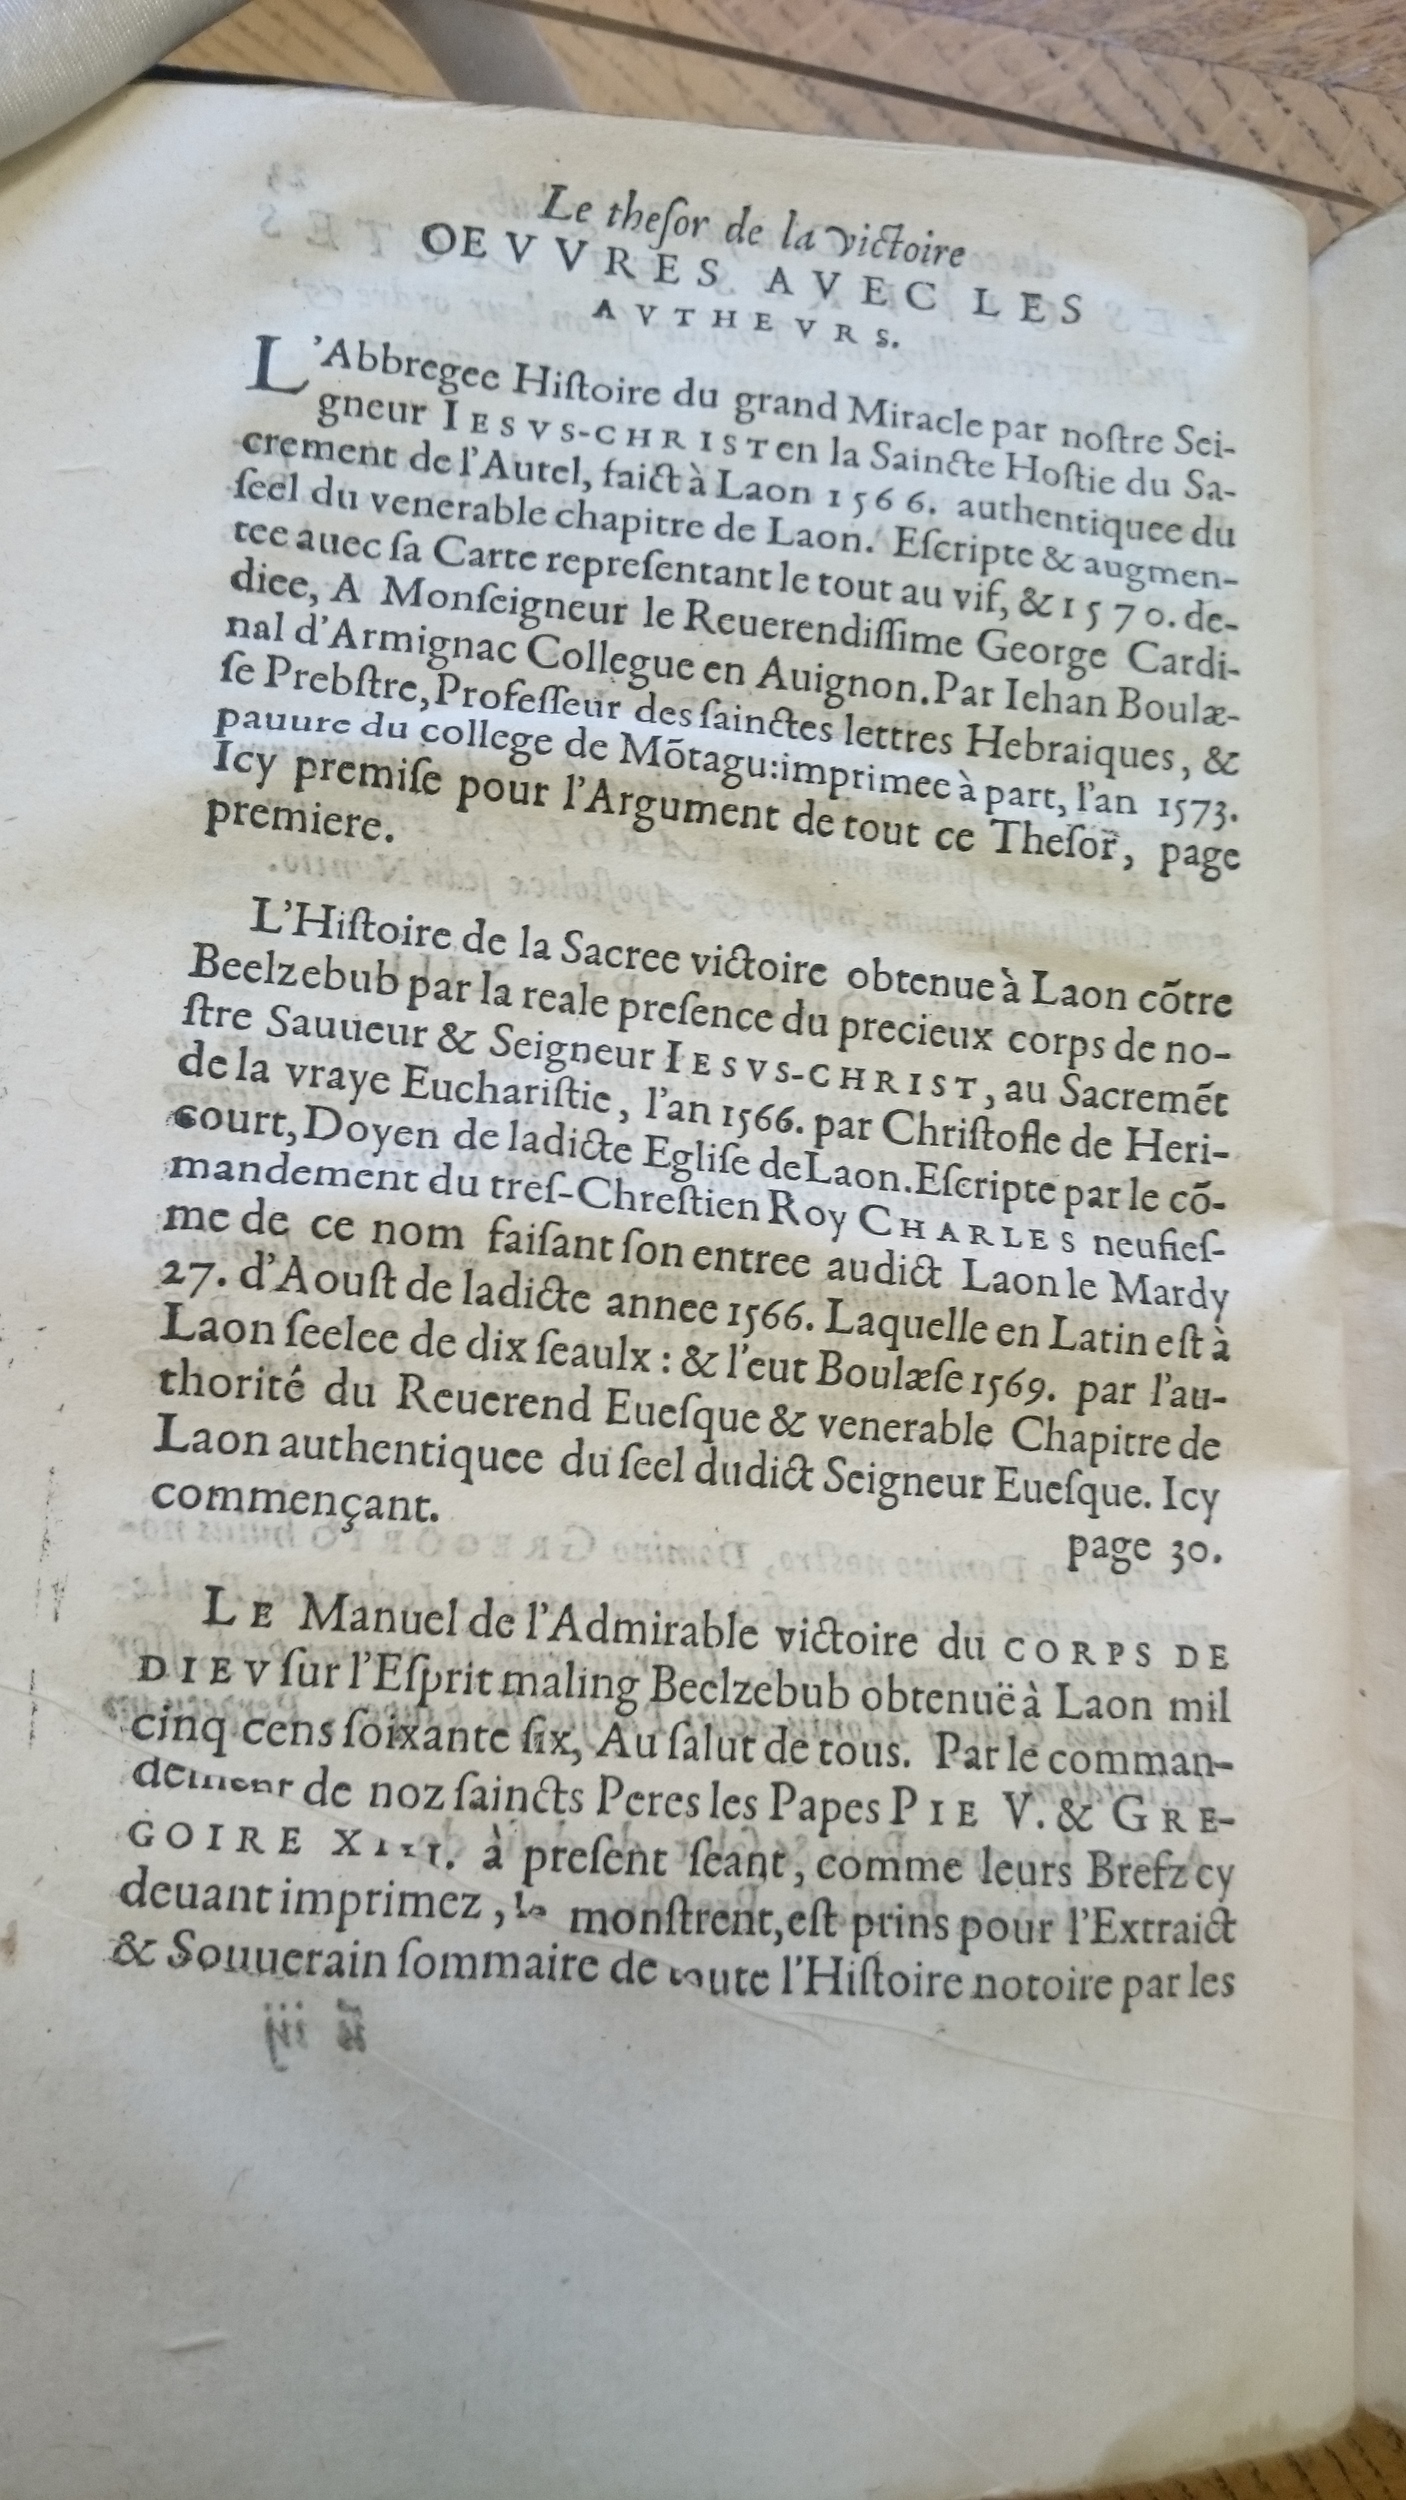 Le theſor de la victoire
OEVVRES AVEC LES
AVTHEVRS.
L'Abbregee Hiſtoire du grand Miracle par noſtre Sei-
gneur IESVS-CHRIST en la Saincte Hoſtie du Sa-
crement de l'Autel, faict à Laon 1566. authentiquee du
ſeel du venerable chapitre de Laon. Eſcripte & augmen-
tee auec ſa Carte repreſentant le tout au vif, & 1570. de-
diee, A Monſeigneur le Reuerendiſſime George Cardi-
nal d'Armignac Collegue en Auignon. Par Iehan Boulæ-
ſe Prebſtre, Profeſſeur des ſainctes lettres Hebraiques, &
pauure du college de Mõtagu: imprimee à part, l'an 1573.
Icy premiſe pour l'Argument de tout ce Theſor, page
premiere.
L'Hiſtoire de la Sacree victoire obtenue à Laon cõtre
Beelzebub par la reale preſence du precieux corps de no-
ſtre Sauueur & Seigneur IESVS-CHRIST, au Sacremẽt
de la vraye Euchariſtie, l'an 1566. par Chriſtofle de Heri-
court, Doyen de ladicte Egliſe de Laon. Eſcripte par le cõ-
mandement du treſ-Chreſtien Roy CHARLES neufieſ-
me de ce nom faiſant ſon entree audict Laon le Mardy
27. d'Aouſt de ladicte annee 1566. Laquelle en Latin eſt à
Laon ſeelee de dix ſeaulx: & l'eut Boulæſe 1569. par l'au-
thorité du Reuerend Eueſque & venerable Chapitre de
Laon authentiquee du ſeel dudict Seigneur Eueſque. Icy
commençant.
page 30.
LE Manuel de l'Admirable victoire du CORPS DE
DIEV ſur l'Eſprit maling Beelzebub obtenuë à Laon mil
cinq cens ſoixante ſix, Au ſalut de tous. Par le comman-
dement de noz ſaincts Peres les Papes PIE V. & GRE-
GOIRE XIII. à preſent ſeant, comme leurs Brefz cy
deuant imprimez, le monſtrent, eſt prins pour l'Extraict
& Souuerain ſommaire de toute l'Hiſtoire notoire par les